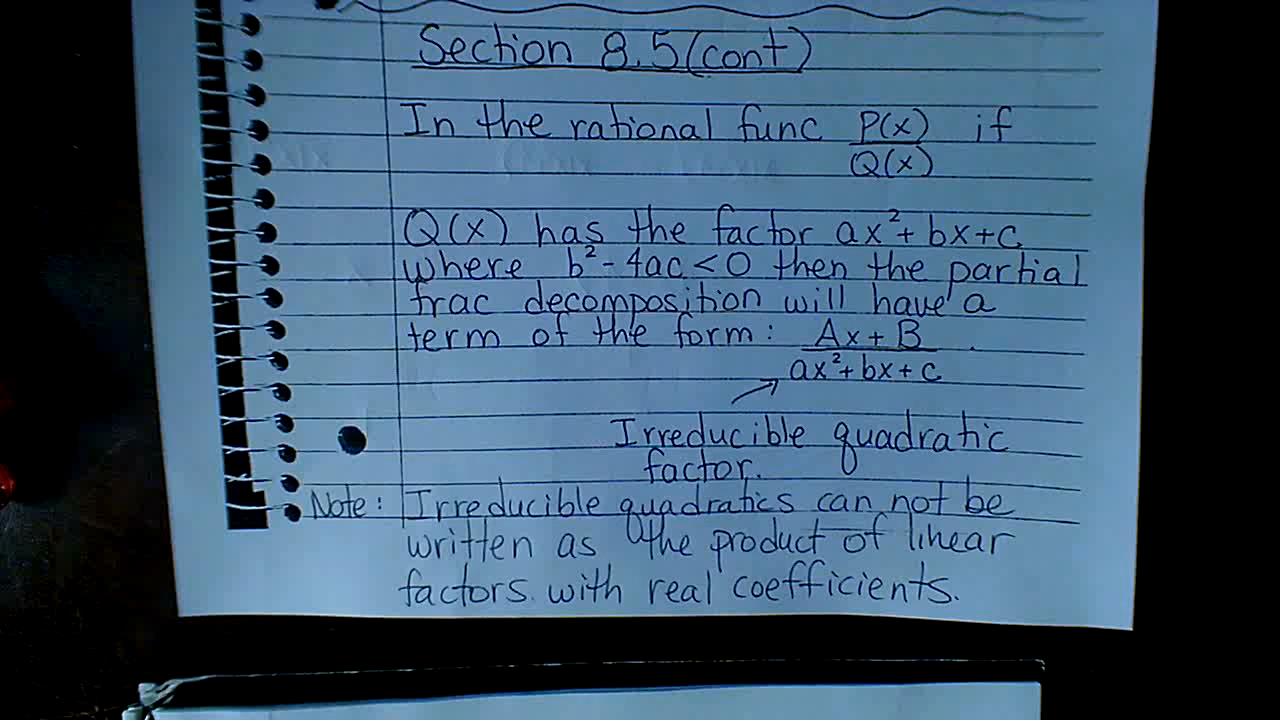 Section 8.5 (cont)
In the rational func P(x)/Q(x) if
Q(x) has the factor ax²+bx+c
where b²-4ac<0 then the partial
frac decomposition will have a
term of the form: Ax+B/ax²+bx+c.
Irreducible quadratic
factor.
Note: Irreducible quadratics can not be
written as the product of linear
factors with real coefficients.